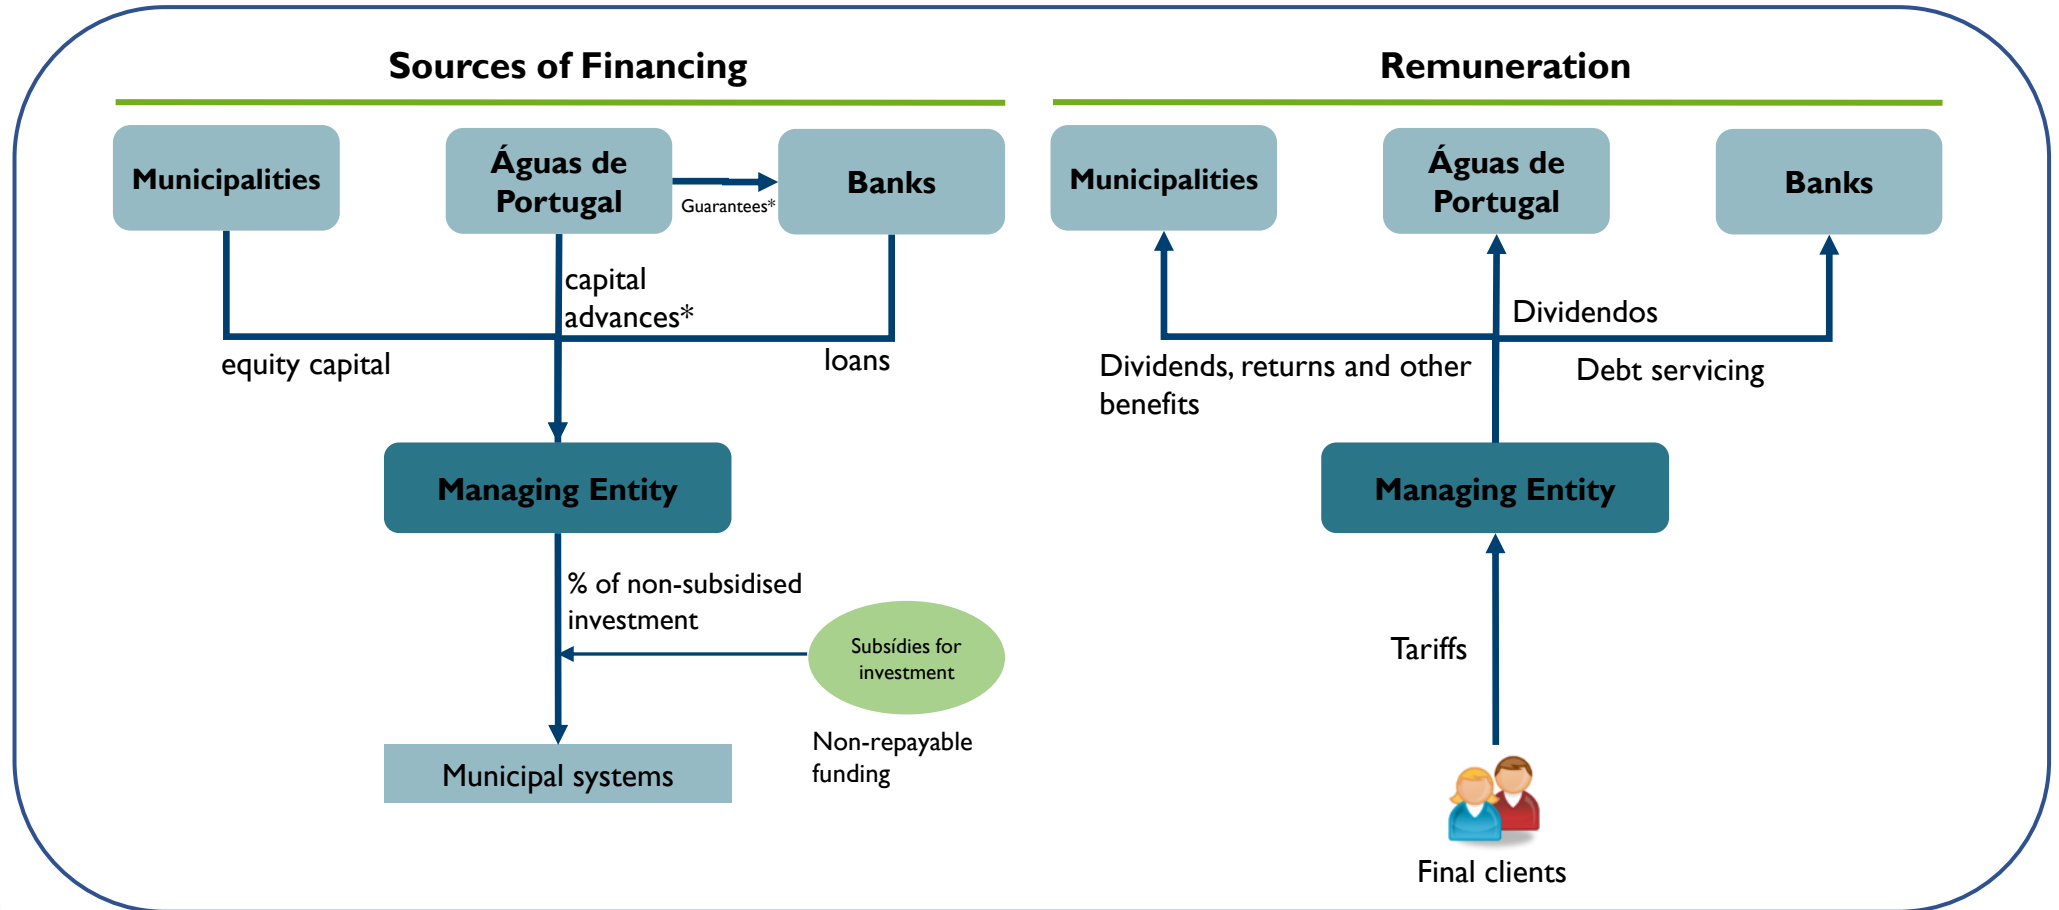 Sources of Financing
Municipalities
Águas de
Portugal
Guarantees*
Banks
capital
advances*
equity capital
loans
Managing Entity
% of non-subsidised
investment
Subsídies for
investment
Non-repayable
funding
Municipal systems
Remuneration
Municipalities
Águas de
Portugal
Banks
Dividendos
Dividends, returns and other
benefits
Debt servicing
Managing Entity
Tariffs
Final clients